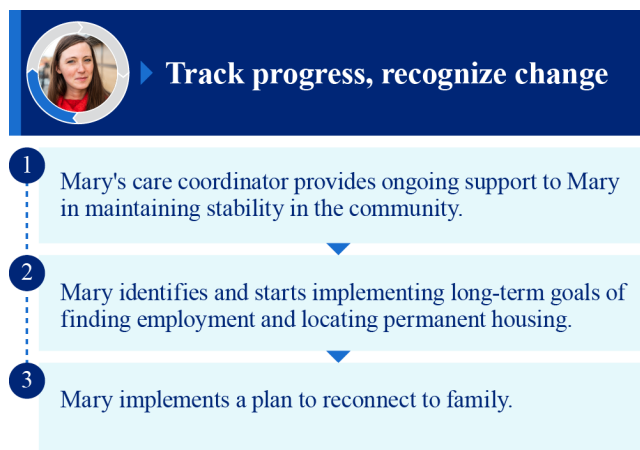 Track progress, recognize change
1
Mary's care coordinator provides ongoing support to Mary
in maintaining stability in the community.
2
Mary identifies and starts implementing long-term goals of
finding employment and locating permanent housing.
3
Mary implements a plan to reconnect to family.